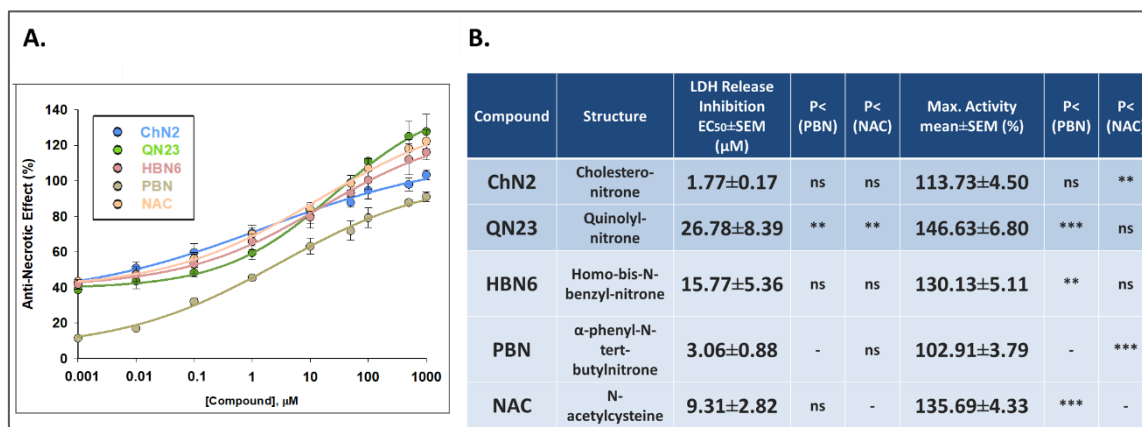 A.
B.
Anti-Necrotic Effect (%)
140
120
100
80
60
40
20
0
ChN2
QN23
HBN6
PBN
NAC
0.001 0.01 0.1 1 10 100 1000
[Compound], μM
Compound
Structure
LDH Release
Inhibition
EC50±SEM
(μM)
P<
(PBN)
P<
(NAC)
Max. Activity
mean±SEM (%)
P<
(PBN)
P<
(NAC)
ChN2
Cholestero-
nitrone
1.77±0.17
ns
ns
113.73±4.50
ns
**
QN23
Quinolyl-
nitrone
26.78±8.39
**
**
146.63±6.80
***
ns
HBN6
Homo-bis-N-
benzyl-nitrone
15.77±5.36
ns
ns
130.13±5.11
**
ns
PBN
α-phenyl-N-
tert-
butylnitrone
3.06±0.88
-
ns
102.91±3.79
-
***
NAC
N-
acetylcysteine
9.31±2.82
ns
-
135.69±4.33
***
-